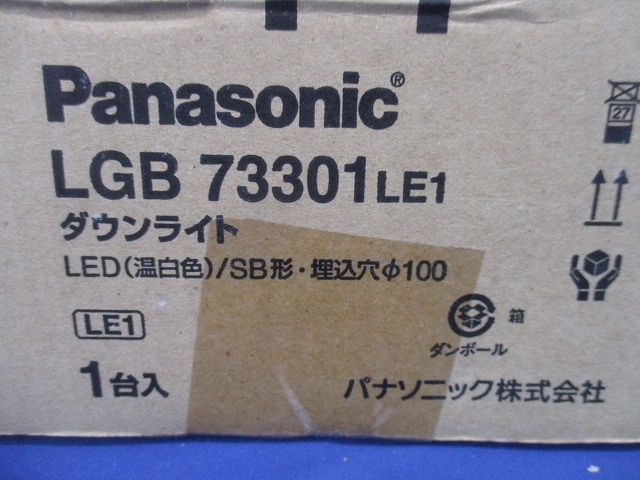 Panasonic®
LGB 73301 LE1
ダウンライト
LED(温白色)/SB形・埋込穴φ100
LE1
1台入
27
箱
ダンボール
パナソニック株式会社